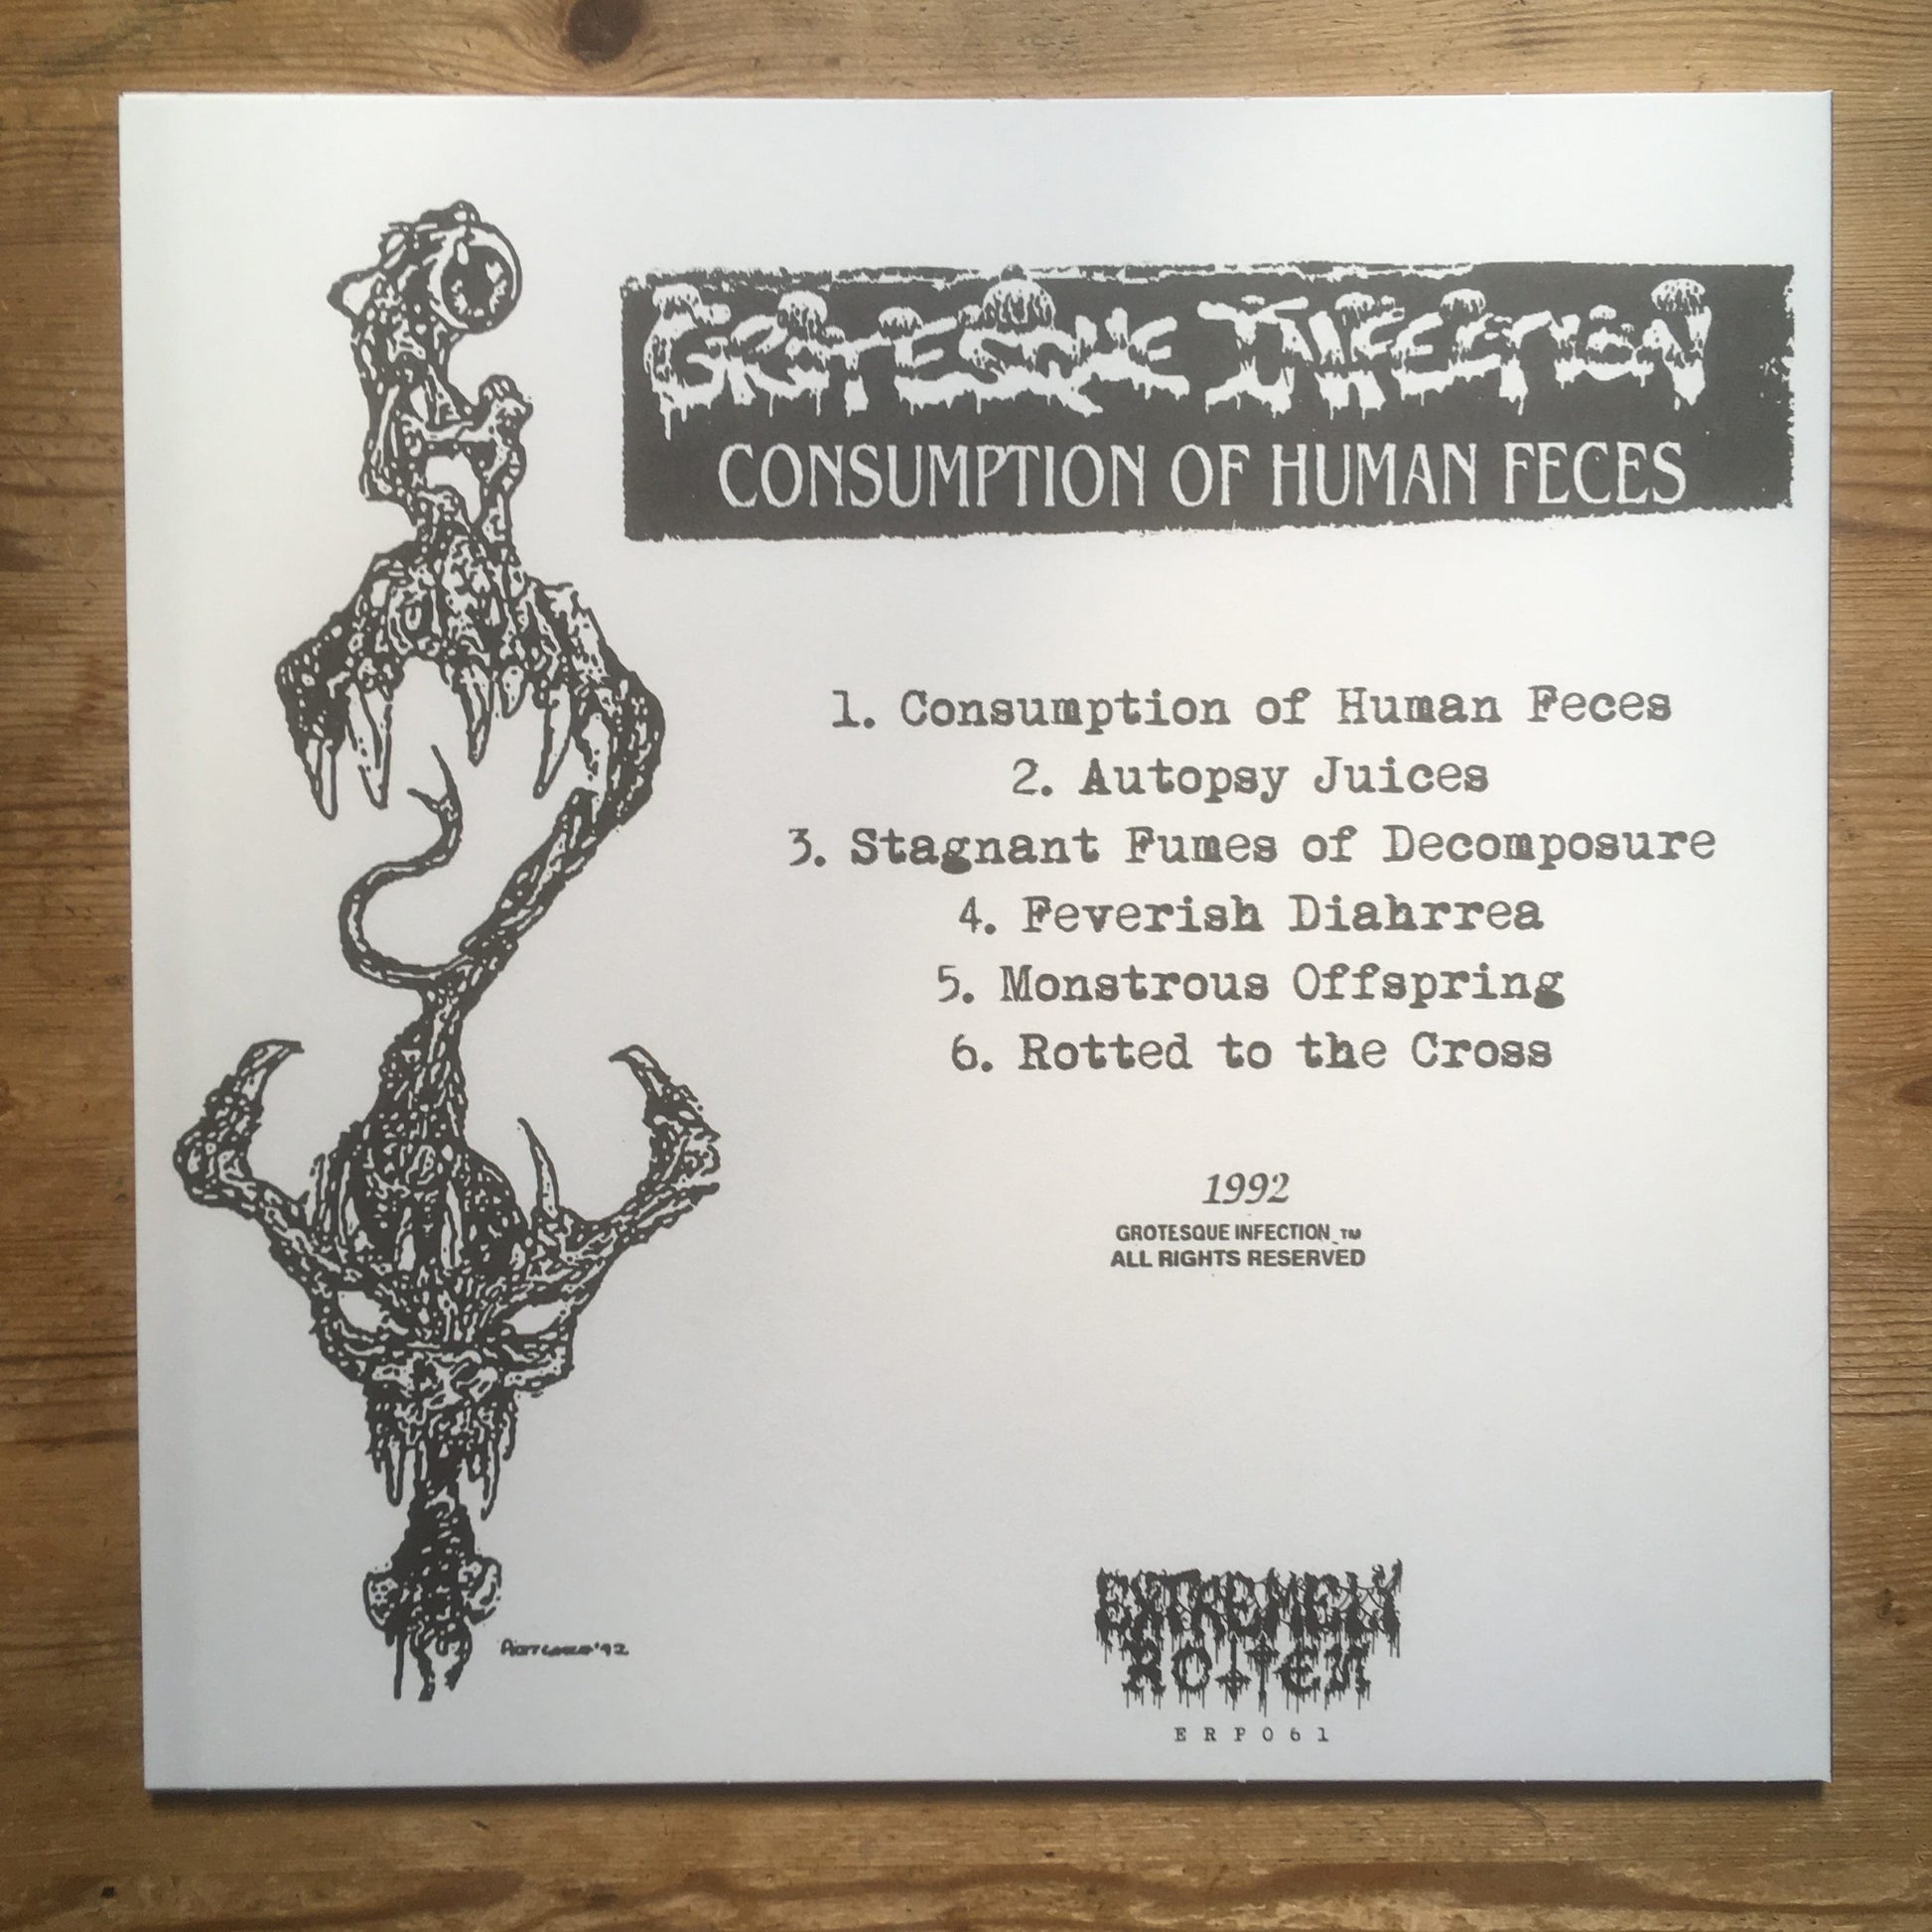 GROTESQUE INFECTION
CONSUMPTION OF HUMAN FECES
1. Consumption of Human Feces
2. Autopsy Juices
3. Stagnant Fumes of Decomposure
4. Feverish Diahrrea
5. Monstrous Offspring
6. Rotted to the Cross
1992
GROTESQUE INFECTION TM
ALL RIGHTS RESERVED
'92
EXTREMELY
ROTTEN
ERP061